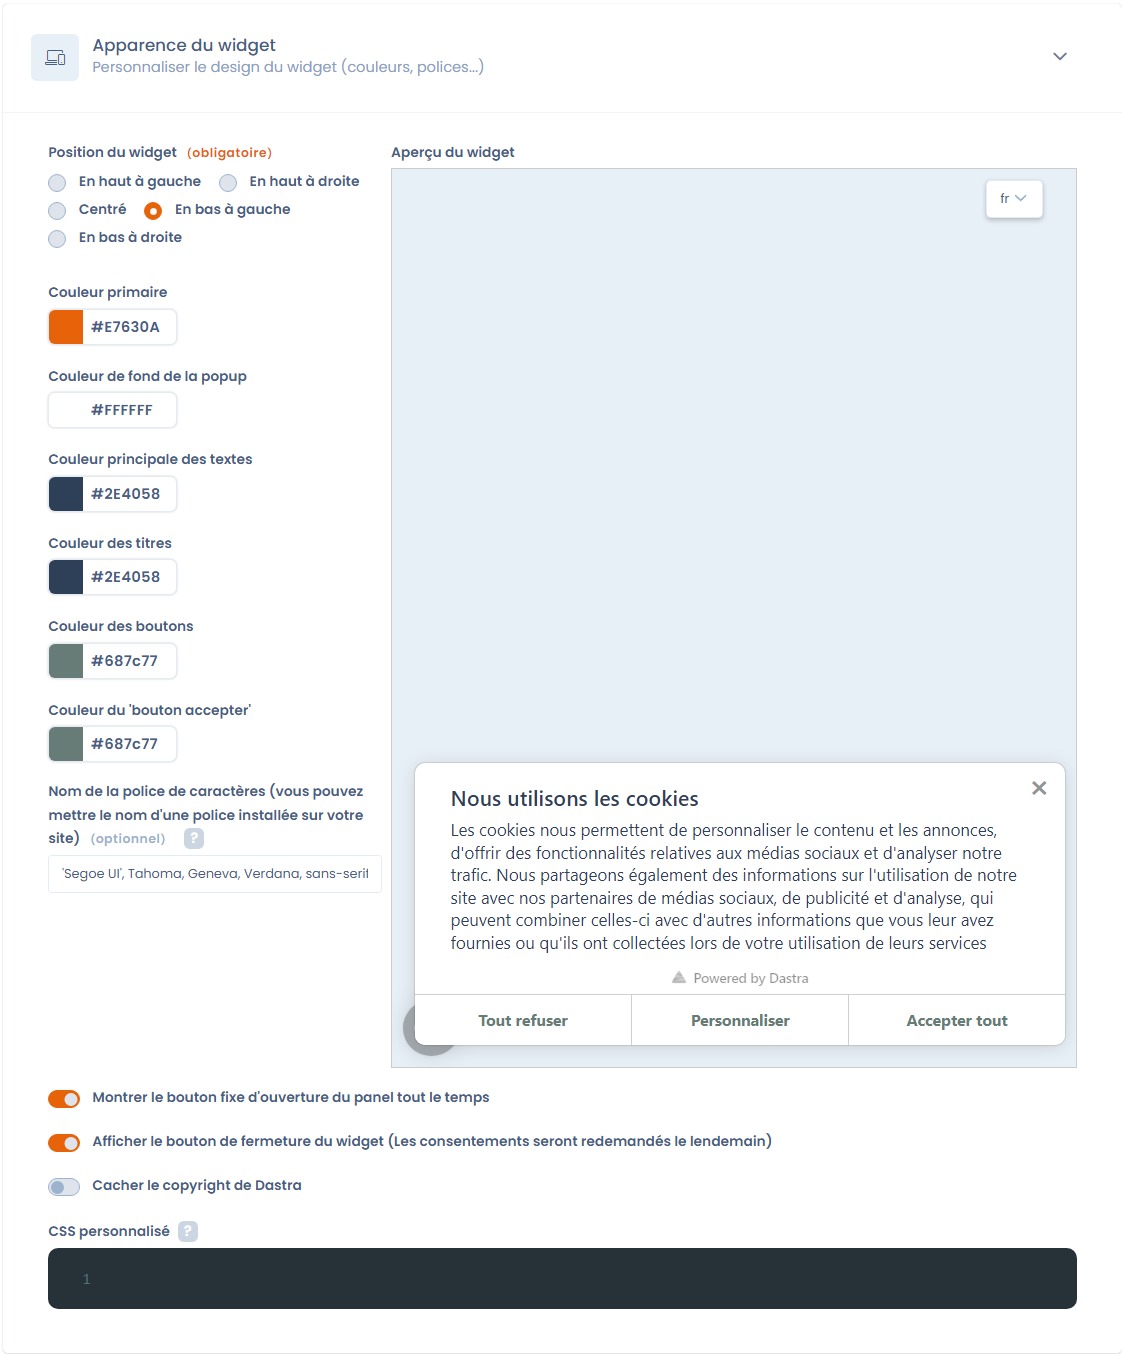 Apparence du widget
Personnaliser le design du widget (couleurs, polices...)
Position du widget (obligatoire)
En haut à gauche En haut à droite
Centré En bas à gauche
En bas à droite
Couleur primaire
#E7630A
Couleur de fond de la popup
#FFFFFF
Couleur principale des textes
#2E4058
Couleur des titres
#2E4058
Couleur des boutons
#687c77
Couleur du 'bouton accepter'
#687c77
Nom de la police de caractères (vous pouvez
mettre le nom d'une police installée sur votre
site) (optionnel) ?
'Segoe UI', Tahoma, Geneva, Verdana, sans-serif
Aperçu du widget
fr
Nous utilisons les cookies
Les cookies nous permettent de personnaliser le contenu et les annonces,
d'offrir des fonctionnalités relatives aux médias sociaux et d'analyser notre
trafic. Nous partageons également des informations sur l'utilisation de notre
site avec nos partenaires de médias sociaux, de publicité et d'analyse, qui
peuvent combiner celles-ci avec d'autres informations que vous leur avez
fournies ou qu'ils ont collectées lors de votre utilisation de leurs services
Powered by Dastra
Tout refuser Personnaliser Accepter tout
Montrer le bouton fixe d'ouverture du panel tout le temps
Afficher le bouton de fermeture du widget (Les consentements seront redemandés le lendemain)
Cacher le copyright de Dastra
CSS personnalisé ?
1